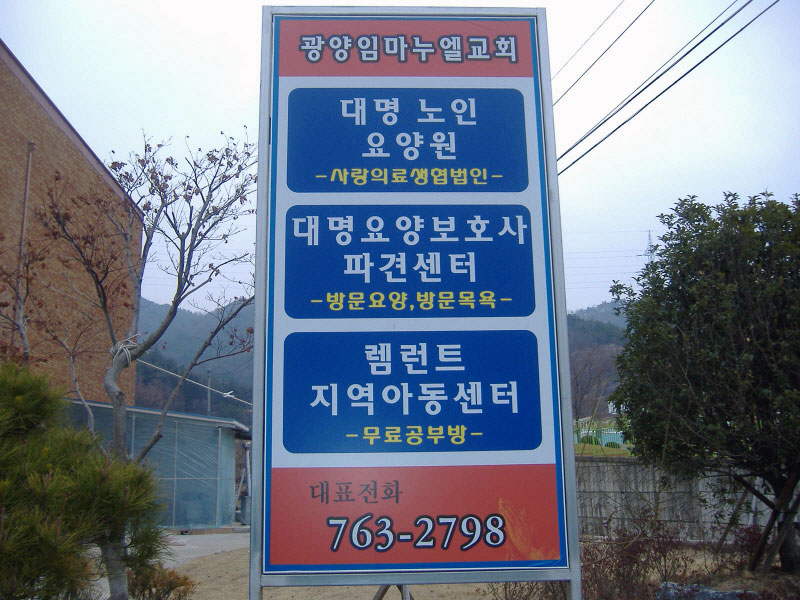 광양임마누엘교회
대명 노인
요양원
-사랑의료생협법인-
대명요양보호사
파견센터
-방문요양,방문목욕-
렘런트
지역아동센터
-무료공부방-
대표전화
763-2798